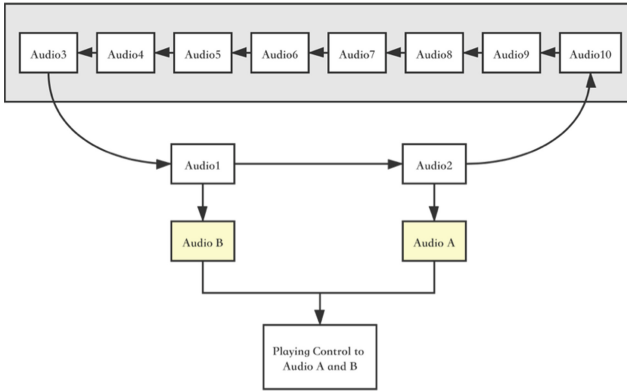 Audio3
Audio4
Audio5
Audio6
Audio7
Audio8
Audio9
Audio10
Audio1
Audio2
Audio B
Audio A
Playing Control to
Audio A and B